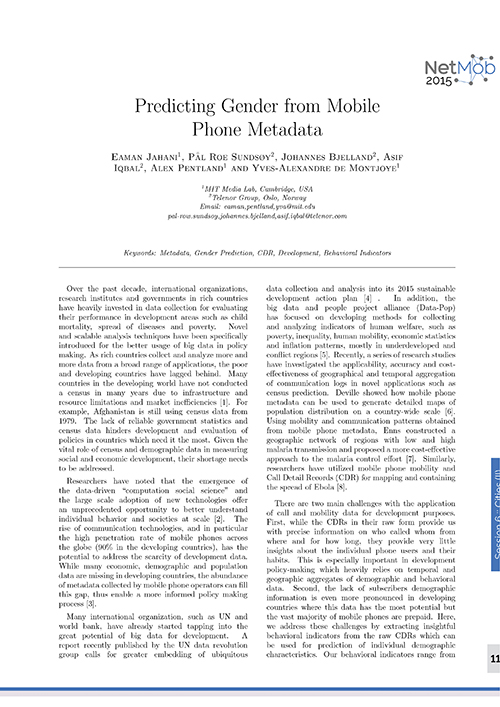 NetMob
2015
Predicting Gender from Mobile
Phone Metadata
Eaman Jahani1, Pål Roe Sundsøy2, Johannes Bjelland2, Asif
Iqbal2, Alex Pentland1 and Yves-Alexandre de Montjoye1
1MIT Media Lab, Cambridge, USA
2Telenor Group, Oslo, Norway
Email: eaman,pentland,yva@mit.edu
pal-roe.sundsoy,johannes.bjelland,asif.iqbal@telenor.com
Keywords: Metadata, Gender Prediction, CDR, Development, Behavioral Indicators
Over the past decade, international organizations,
research institutes and governments in rich countries
have heavily invested in data collection for evaluating
their performance in development areas such as child
mortality, spread of diseases and poverty. Novel
and scalable analysis techniques have been specifically
introduced for the better usage of big data in policy
making. As rich countries collect and analyze more and
more data from a broad range of applications, the poor
and developing countries have lagged behind. Many
countries in the developing world have not conducted
a census in many years due to infrastructure and
resource limitations and market inefficiencies [1]. For
example, Afghanistan is still using census data from
1979. The lack of reliable government statistics and
census data hinders development and evaluation of
policies in countries which need it the most. Given the
vital role of census and demographic data in measuring
social and economic development, their shortage needs
to be addressed.
Researchers have noted that the emergence of
the data-driven “computation social science” and
the large scale adoption of new technologies offer
an unprecedented opportunity to better understand
individual behavior and societies at scale [2]. The
rise of communication technologies, and in particular
the high penetration rate of mobile phones across
the globe (90% in the developing countries), has the
potential to address the scarcity of development data.
While many economic, demographic and population
data are missing in developing countries, the abundance
of metadata collected by mobile phone operators can fill
this gap, thus enable a more informed policy making
process [3].
Many international organization, such as UN and
world bank, have already started tapping into the
great potential of big data for development. A
report recently published by the UN data revolution
group calls for greater embedding of ubiquitous
data collection and analysis into its 2015 sustainable
development action plan [4] . In addition, the
big data and people project alliance (Data-Pop)
has focused on developing methods for collecting
and analyzing indicators of human welfare, such as
poverty, inequality, human mobility, economic statistics
and inflation patterns, mostly in underdeveloped and
conflict regions [5]. Recently, a series of research studies
have investigated the applicability, accuracy and cost-
effectiveness of geographical and temporal aggregation
of communication logs in novel applications such as
census prediction. Deville showed how mobile phone
metadata can be used to generate detailed maps of
population distribution on a country-wide scale [6].
Using mobility and communication patterns obtained
from mobile phone metadata, Enns constructed a
geographic network of regions with low and high
malaria transmission and proposed a more cost-effective
approach to the malaria control effort [7]. Similarly,
researchers have utilized mobile phone mobility and
Call Detail Records (CDR) for mapping and containing
the spread of Ebola [8].
There are two main challenges with the application
of call and mobility data for development purposes.
First, while the CDRs in their raw form provide us
with precise information on who called whom from
where and for how long, they provide very little
insights about the individual phone users and their
habits. This is especially important in development
policy-making which heavily relies on temporal and
geographic aggregates of demographic and behavioral
data. Second, the lack of subscribers demographic
information is even more pronounced in developing
countries where this data has the most potential but
the vast majority of mobile phones are prepaid. Here,
we address these challenges by extracting insightful
behavioral indicators from the raw CDRs which can
be used for prediction of individual demographic
characteristics. Our behavioral indicators range from
Session 6 - Cities (II)
11